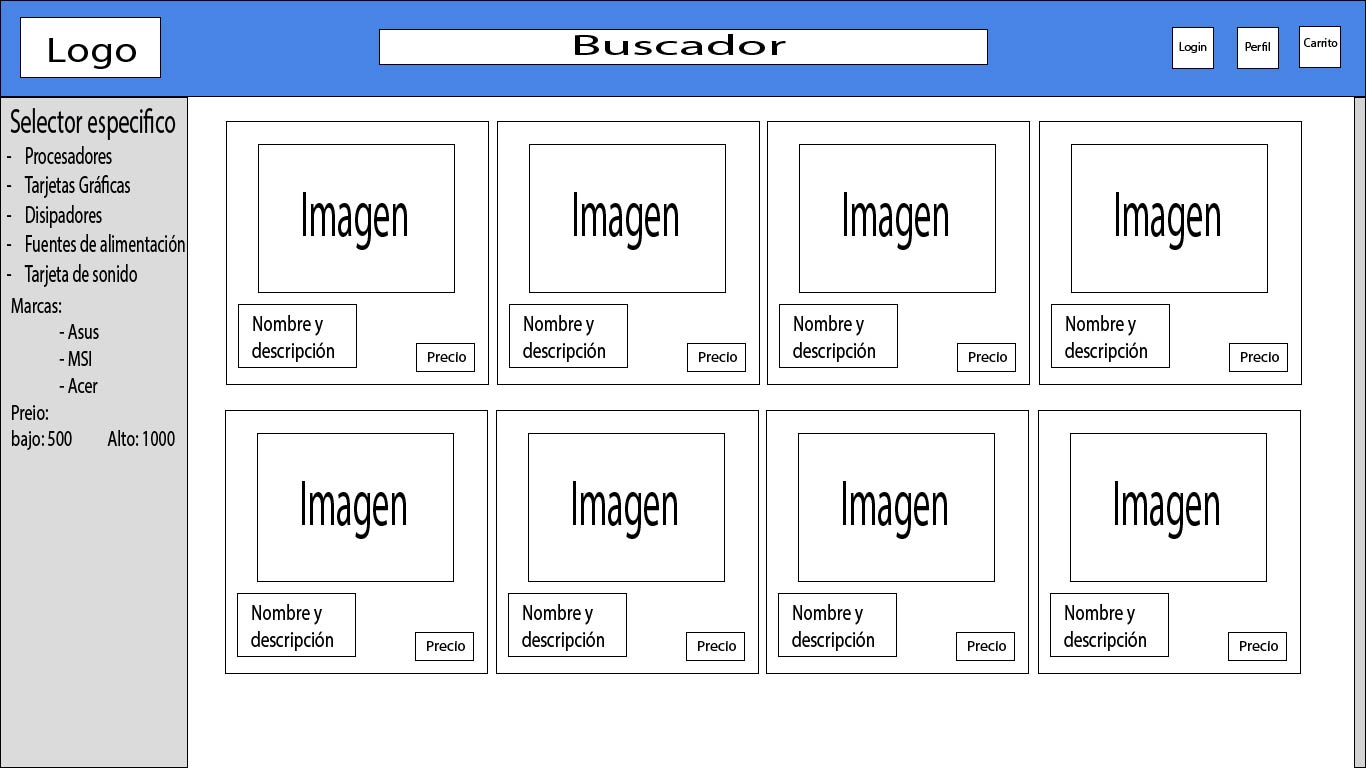 Logo
Buscador
Login
Perfil
Carrito
Selector especifico
- Procesadores
- Tarjetas Gráficas
- Disipadores
- Fuentes de alimentación
- Tarjeta de sonido
Marcas:
- Asus
- MSI
- Acer
Preio:
bajo: 500 Alto: 1000
Imagen
Nombre y
descripción
Precio
Imagen
Nombre y
descripción
Precio
Imagen
Nombre y
descripción
Precio
Imagen
Nombre y
descripción
Precio
Imagen
Nombre y
descripción
Precio
Imagen
Nombre y
descripción
Precio
Imagen
Nombre y
descripción
Precio
Imagen
Nombre y
descripción
Precio